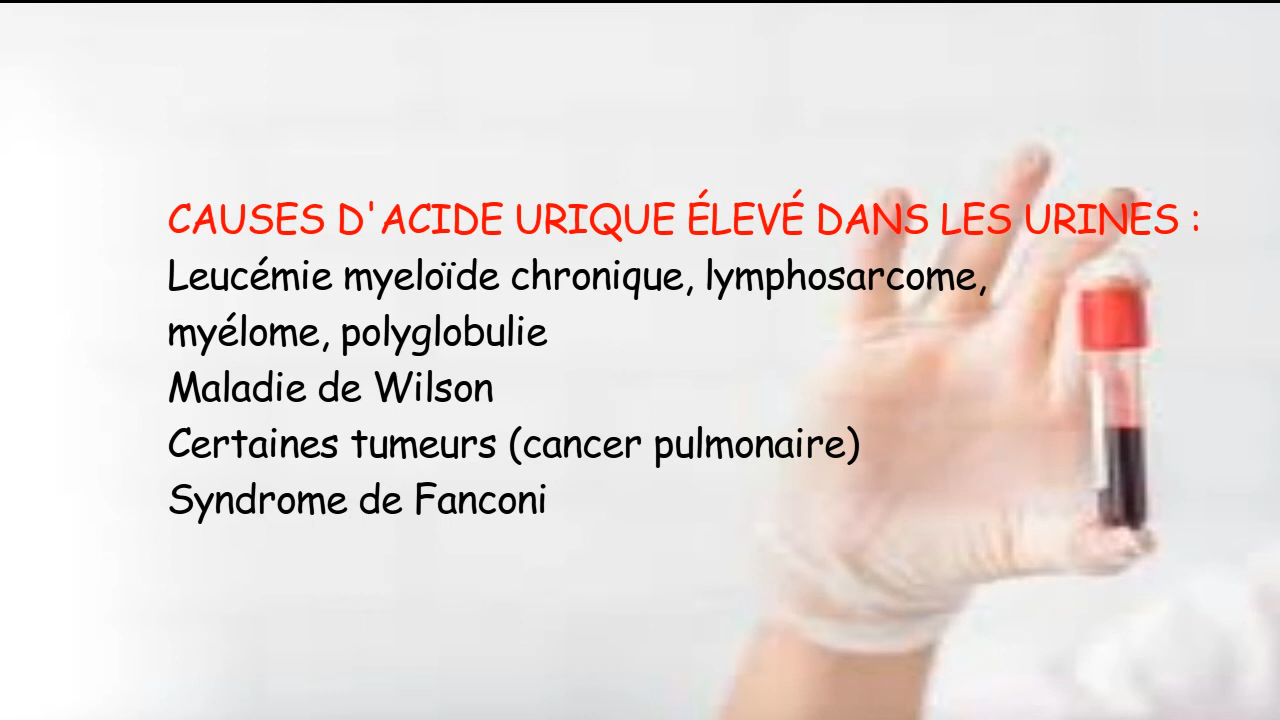 CAUSES D'ACIDE URIQUE ÉLEVÉ DANS LES URINES :
Leucémie myeloïde chronique, lymphosarcome,
myélome, polyglobulie
Maladie de Wilson
Certaines tumeurs (cancer pulmonaire)
Syndrome de Fanconi